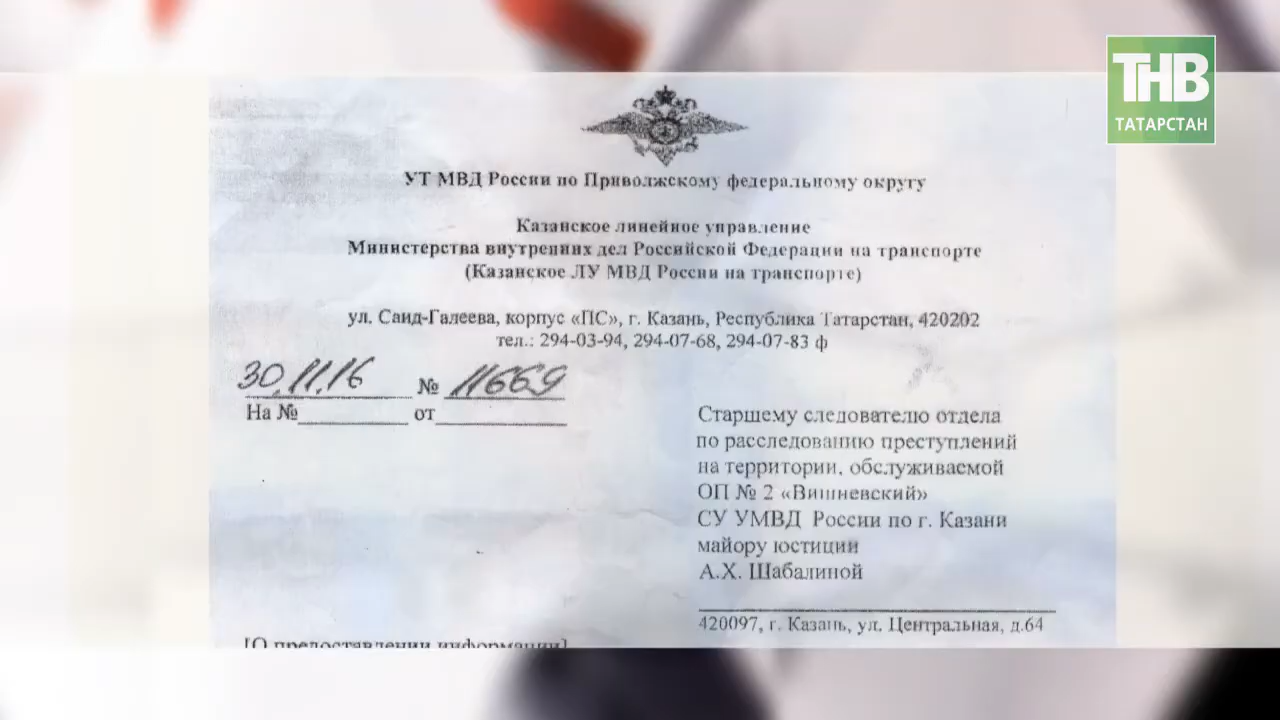 ТНВ
ТАТАРСТАН
УТ МВД России по Приволжскому федеральному округу
Казанское линейное управление
Министерства внутренних дел Российской Федерации на транспорте
(Казанское ЛУ МВД России на транспорте)
ул. Саид-Галеева, корпус «ПС», г. Казань, Республика Татарстан, 420202
тел.: 294-03-94, 294-07-68, 294-07-83 ф
30.11.16 № 11669
На №__________ от____________
Старшему следователю отдела
по расследованию преступлений
на территории, обслуживаемой
ОП № 2 «Вишневский»
СУ УМВД России по г. Казани
майору юстиции
А.Х. Шабалиной
420097, г. Казань, ул. Центральная, д.64
[О предоставлении информации]